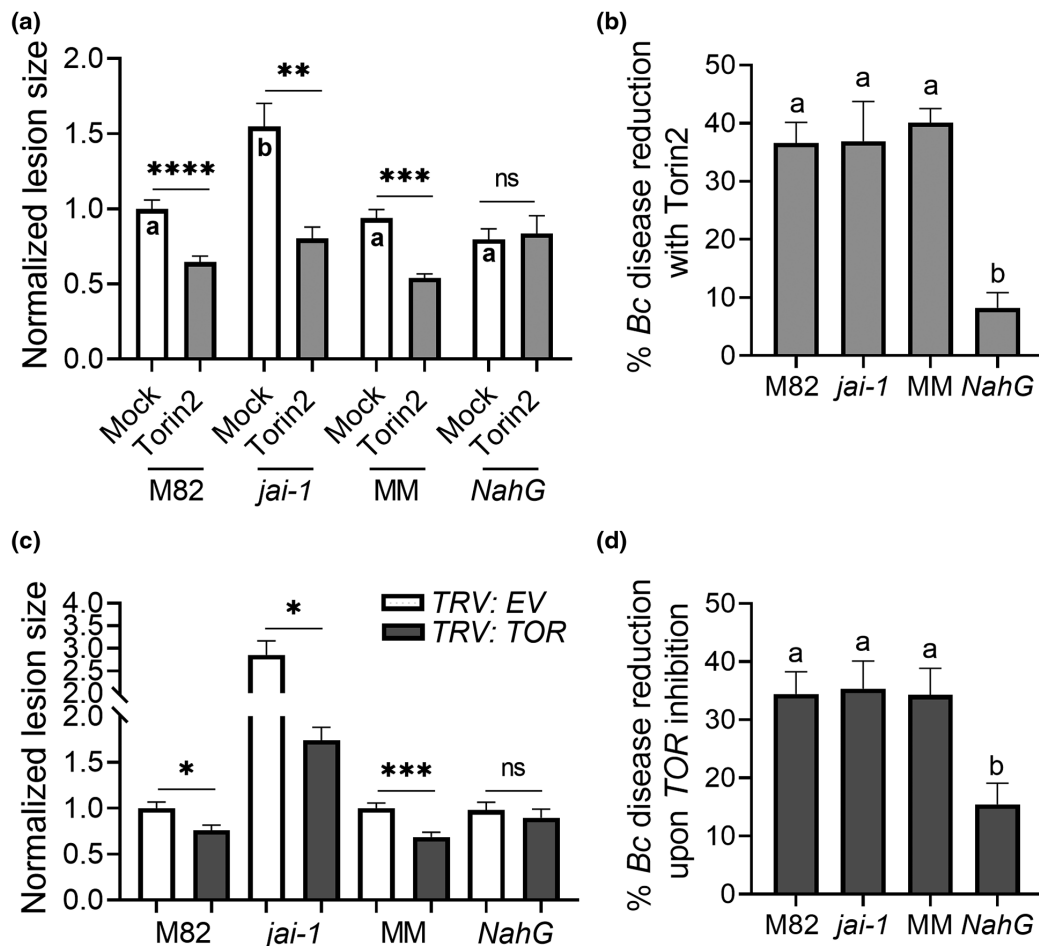 (a)
Normalized lesion size
2.0
1.5
1.0
0.5
0.0
****
**
***
ns
a
b
a
a
Mock
Torin2
Mock
Torin2
Mock
Torin2
Mock
Torin2
M82
jai-1
MM
NahG
(b)
% Bc disease reduction
with Torin2
50
40
30
20
10
0
a
a
a
b
M82
jai-1
MM
NahG
(c)
Normalized lesion size
4.0
3.5
3.0
2.5
2.0
2.0
1.5
1.0
0.5
0.0
TRV: EV
TRV: TOR
*
*
***
ns
M82
jai-1
MM
NahG
(d)
% Bc disease reduction
upon TOR inhibition
50
40
30
20
10
0
a
a
a
b
M82
jai-1
MM
NahG